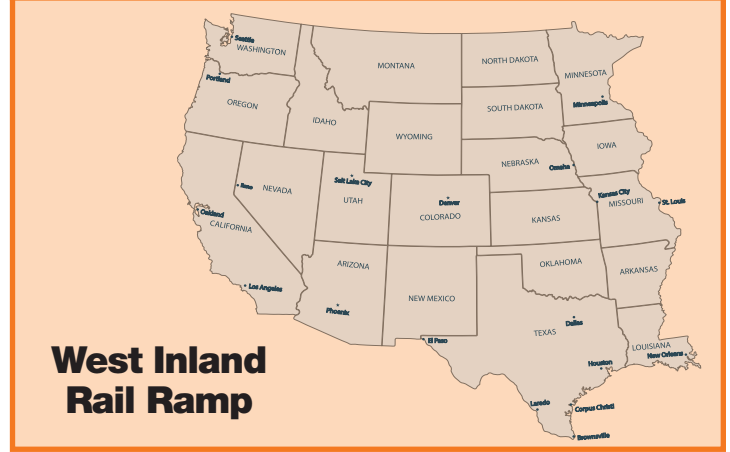 Seattle
WASHINGTON
MONTANA
NORTH DAKOTA
MINNESOTA
Portland
OREGON
IDAHO
WYOMING
SOUTH DAKOTA
Minneapolis
IOWA
NEBRASKA
Omaha
Reno
NEVADA
Salt Lake City
UTAH
Denver
COLORADO
KANSAS
Kansas City
MISSOURI
St. Louis
Oakland
CALIFORNIA
ARIZONA
OKLAHOMA
ARKANSAS
Los Angeles
Phoenix
NEW MEXICO
El Paso
TEXAS
Dallas
LOUISIANA
New Orleans
Houston
Laredo
Corpus Christi
Brownsville
West Inland
Rail Ramp